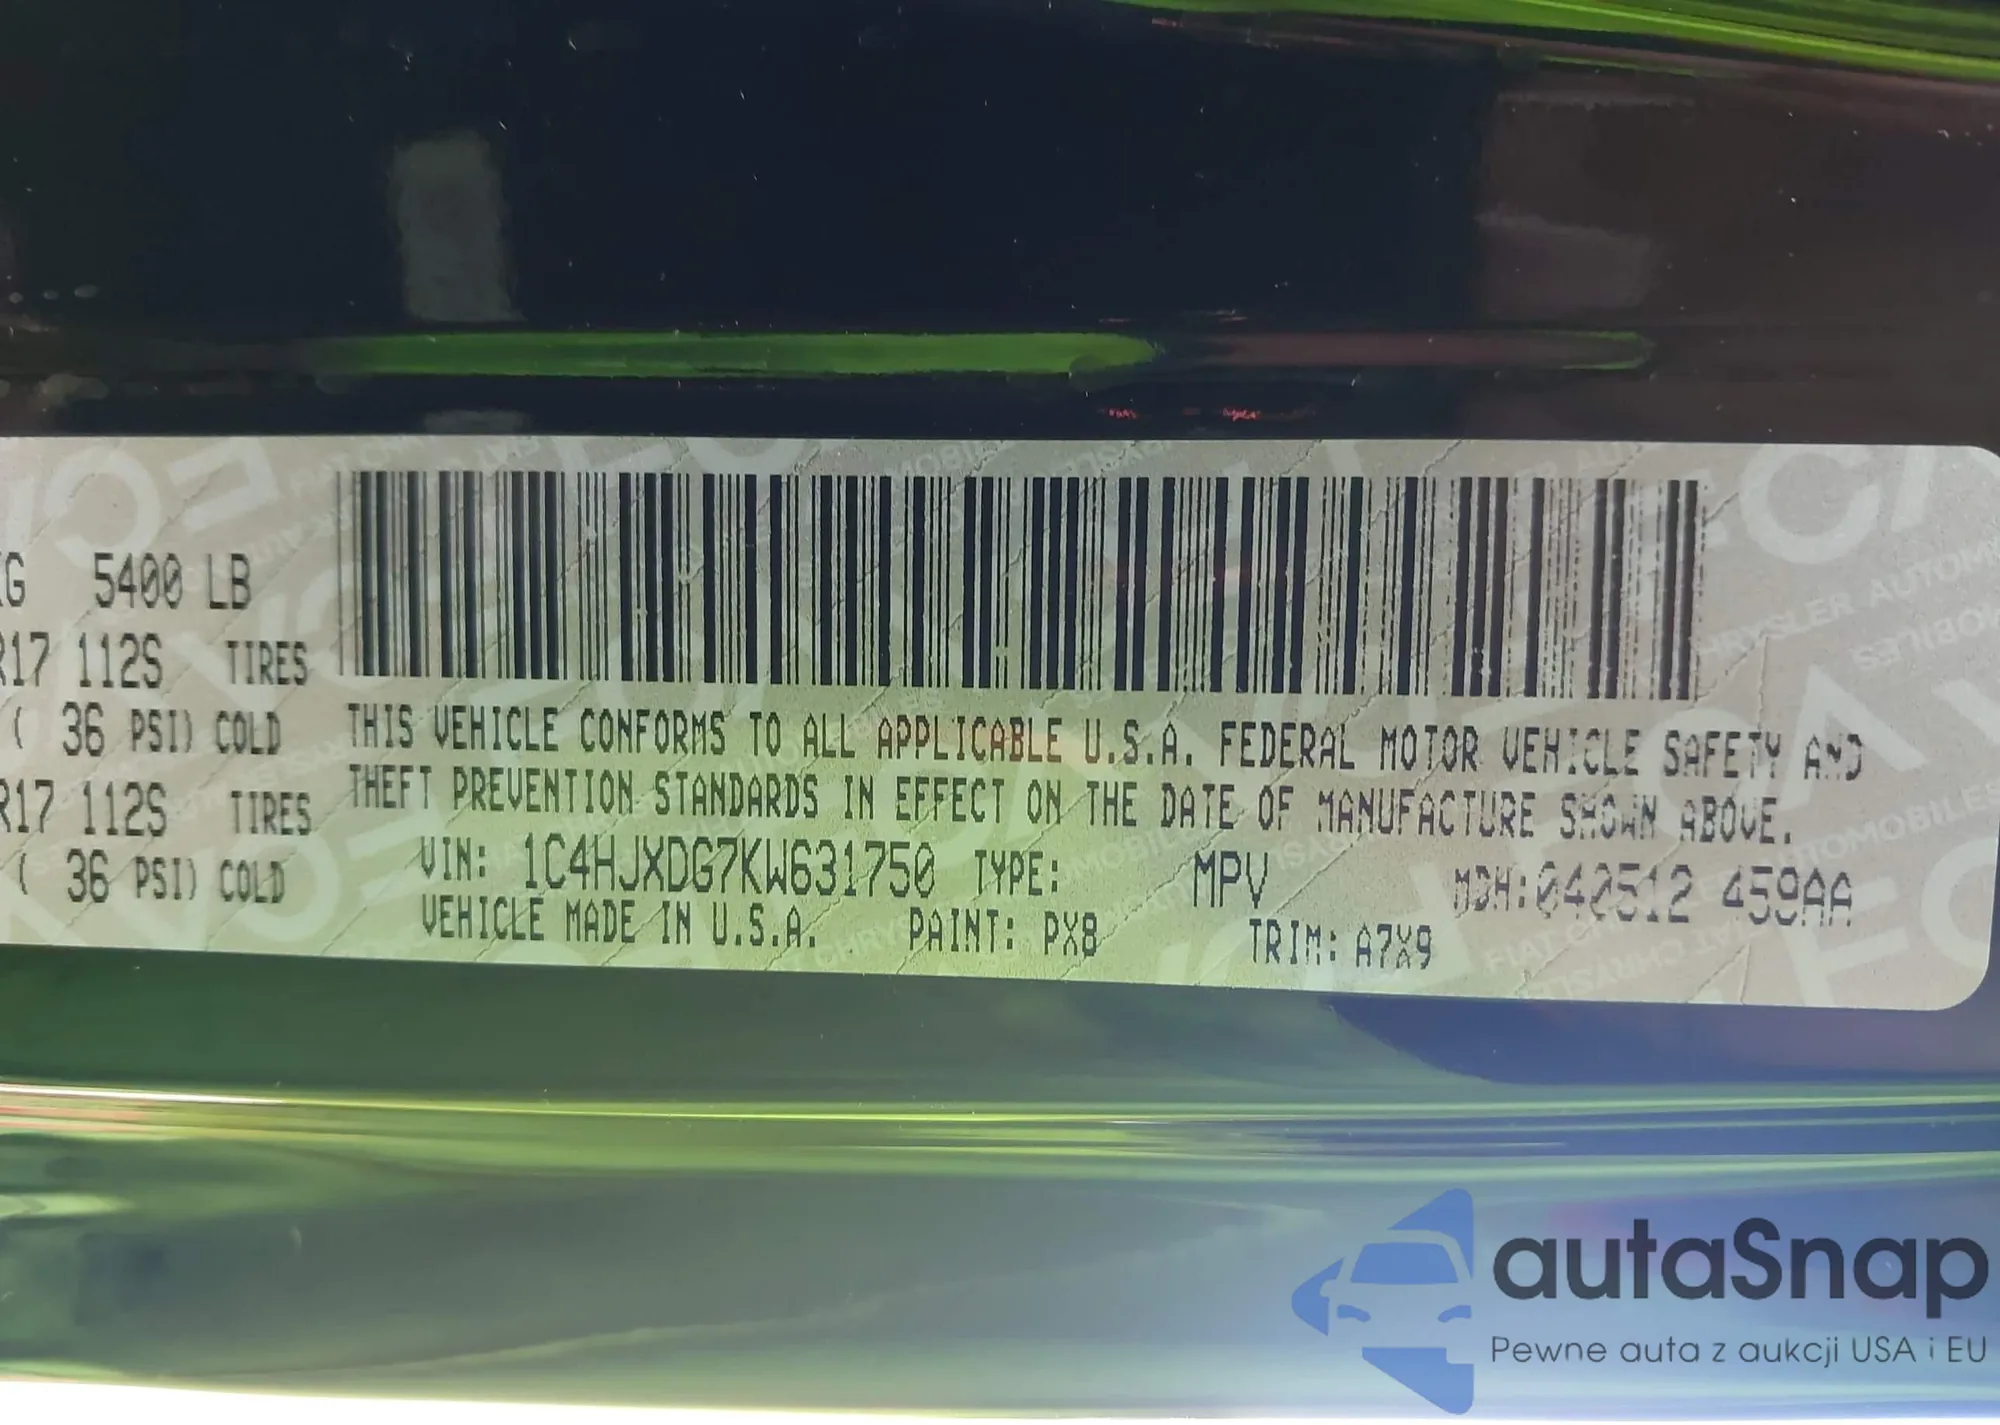 5400 LB
R17 112S TIRES
( 36 PSI) COLD
R17 112S TIRES
( 36 PSI) COLD
THIS VEHICLE CONFORMS TO ALL APPLICABLE U.S.A. FEDERAL MOTOR VEHICLE SAFETY AND
THEFT PREVENTION STANDARDS IN EFFECT ON THE DATE OF MANUFACTURE SHOWN ABOVE.
VIN: 1C4HJXDG7KW631750 TYPE: MPV MDH:040512 459AA
VEHICLE MADE IN U.S.A. PAINT: PX8 TRIM: A7X9
autaSnap
Pewne auta z aukcji USA i EU